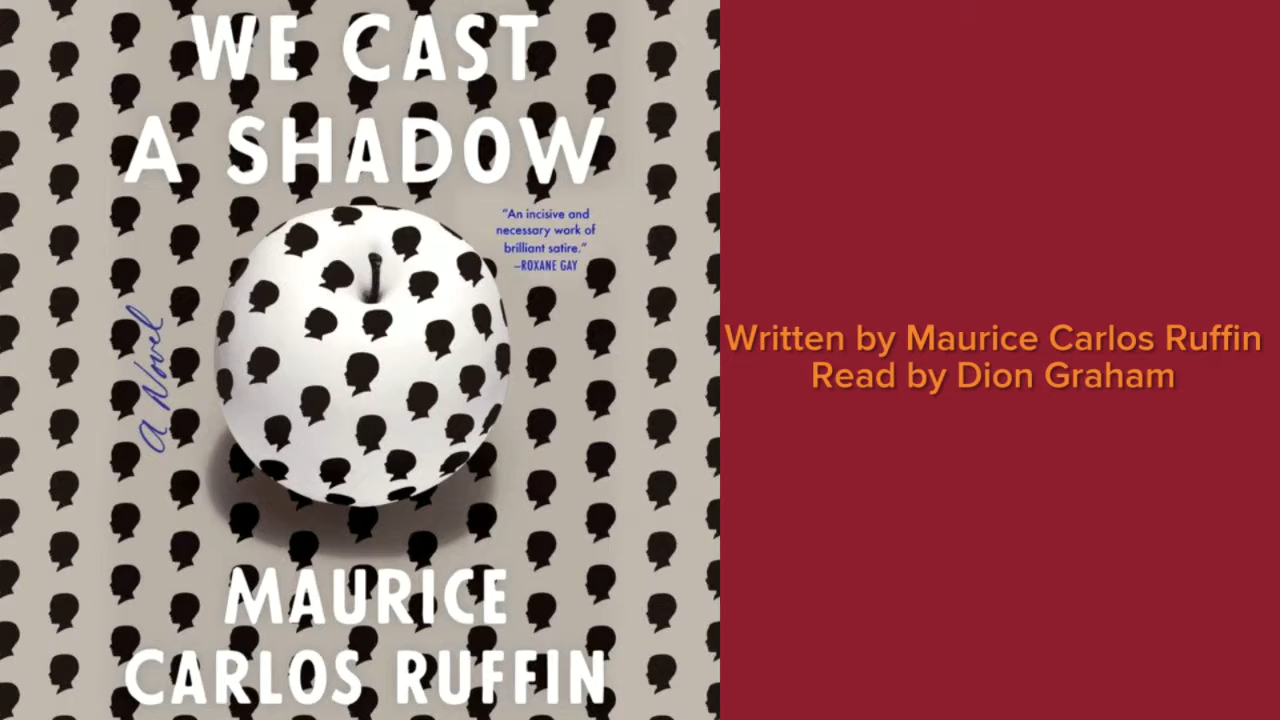 WE CAST
A SHADOW
“An incisive and
necessary work of
brilliant satire.”
–ROXANE GAY
a Novel
MAURICE
CARLOS RUFFIN
Written by Maurice Carlos Ruffin
Read by Dion Graham